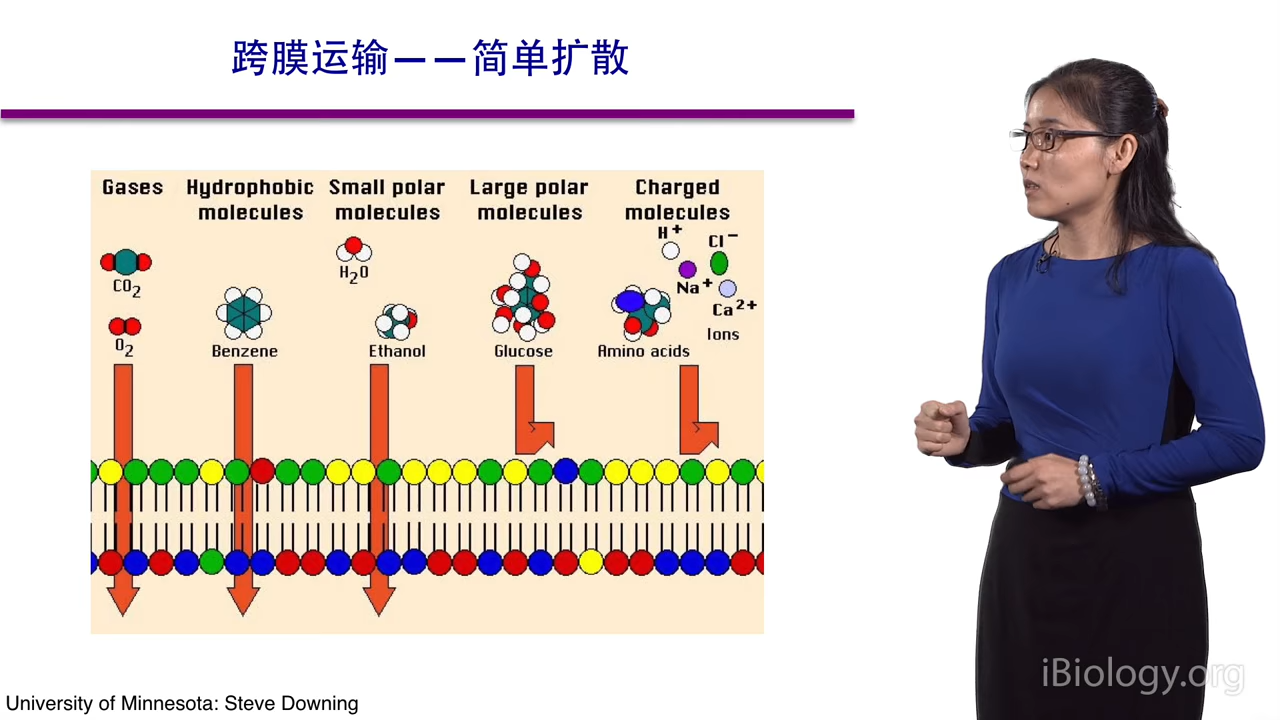 跨膜运输——简单扩散
Gases
Hydrophobic
molecules
Small polar
molecules
Large polar
molecules
Charged
molecules
CO2
O2
Benzene
H2O
Ethanol
Glucose
Amino acids
H+
Cl−
Na+
Ca2+
Ions
University of Minnesota: Steve Downing
iBiology.org